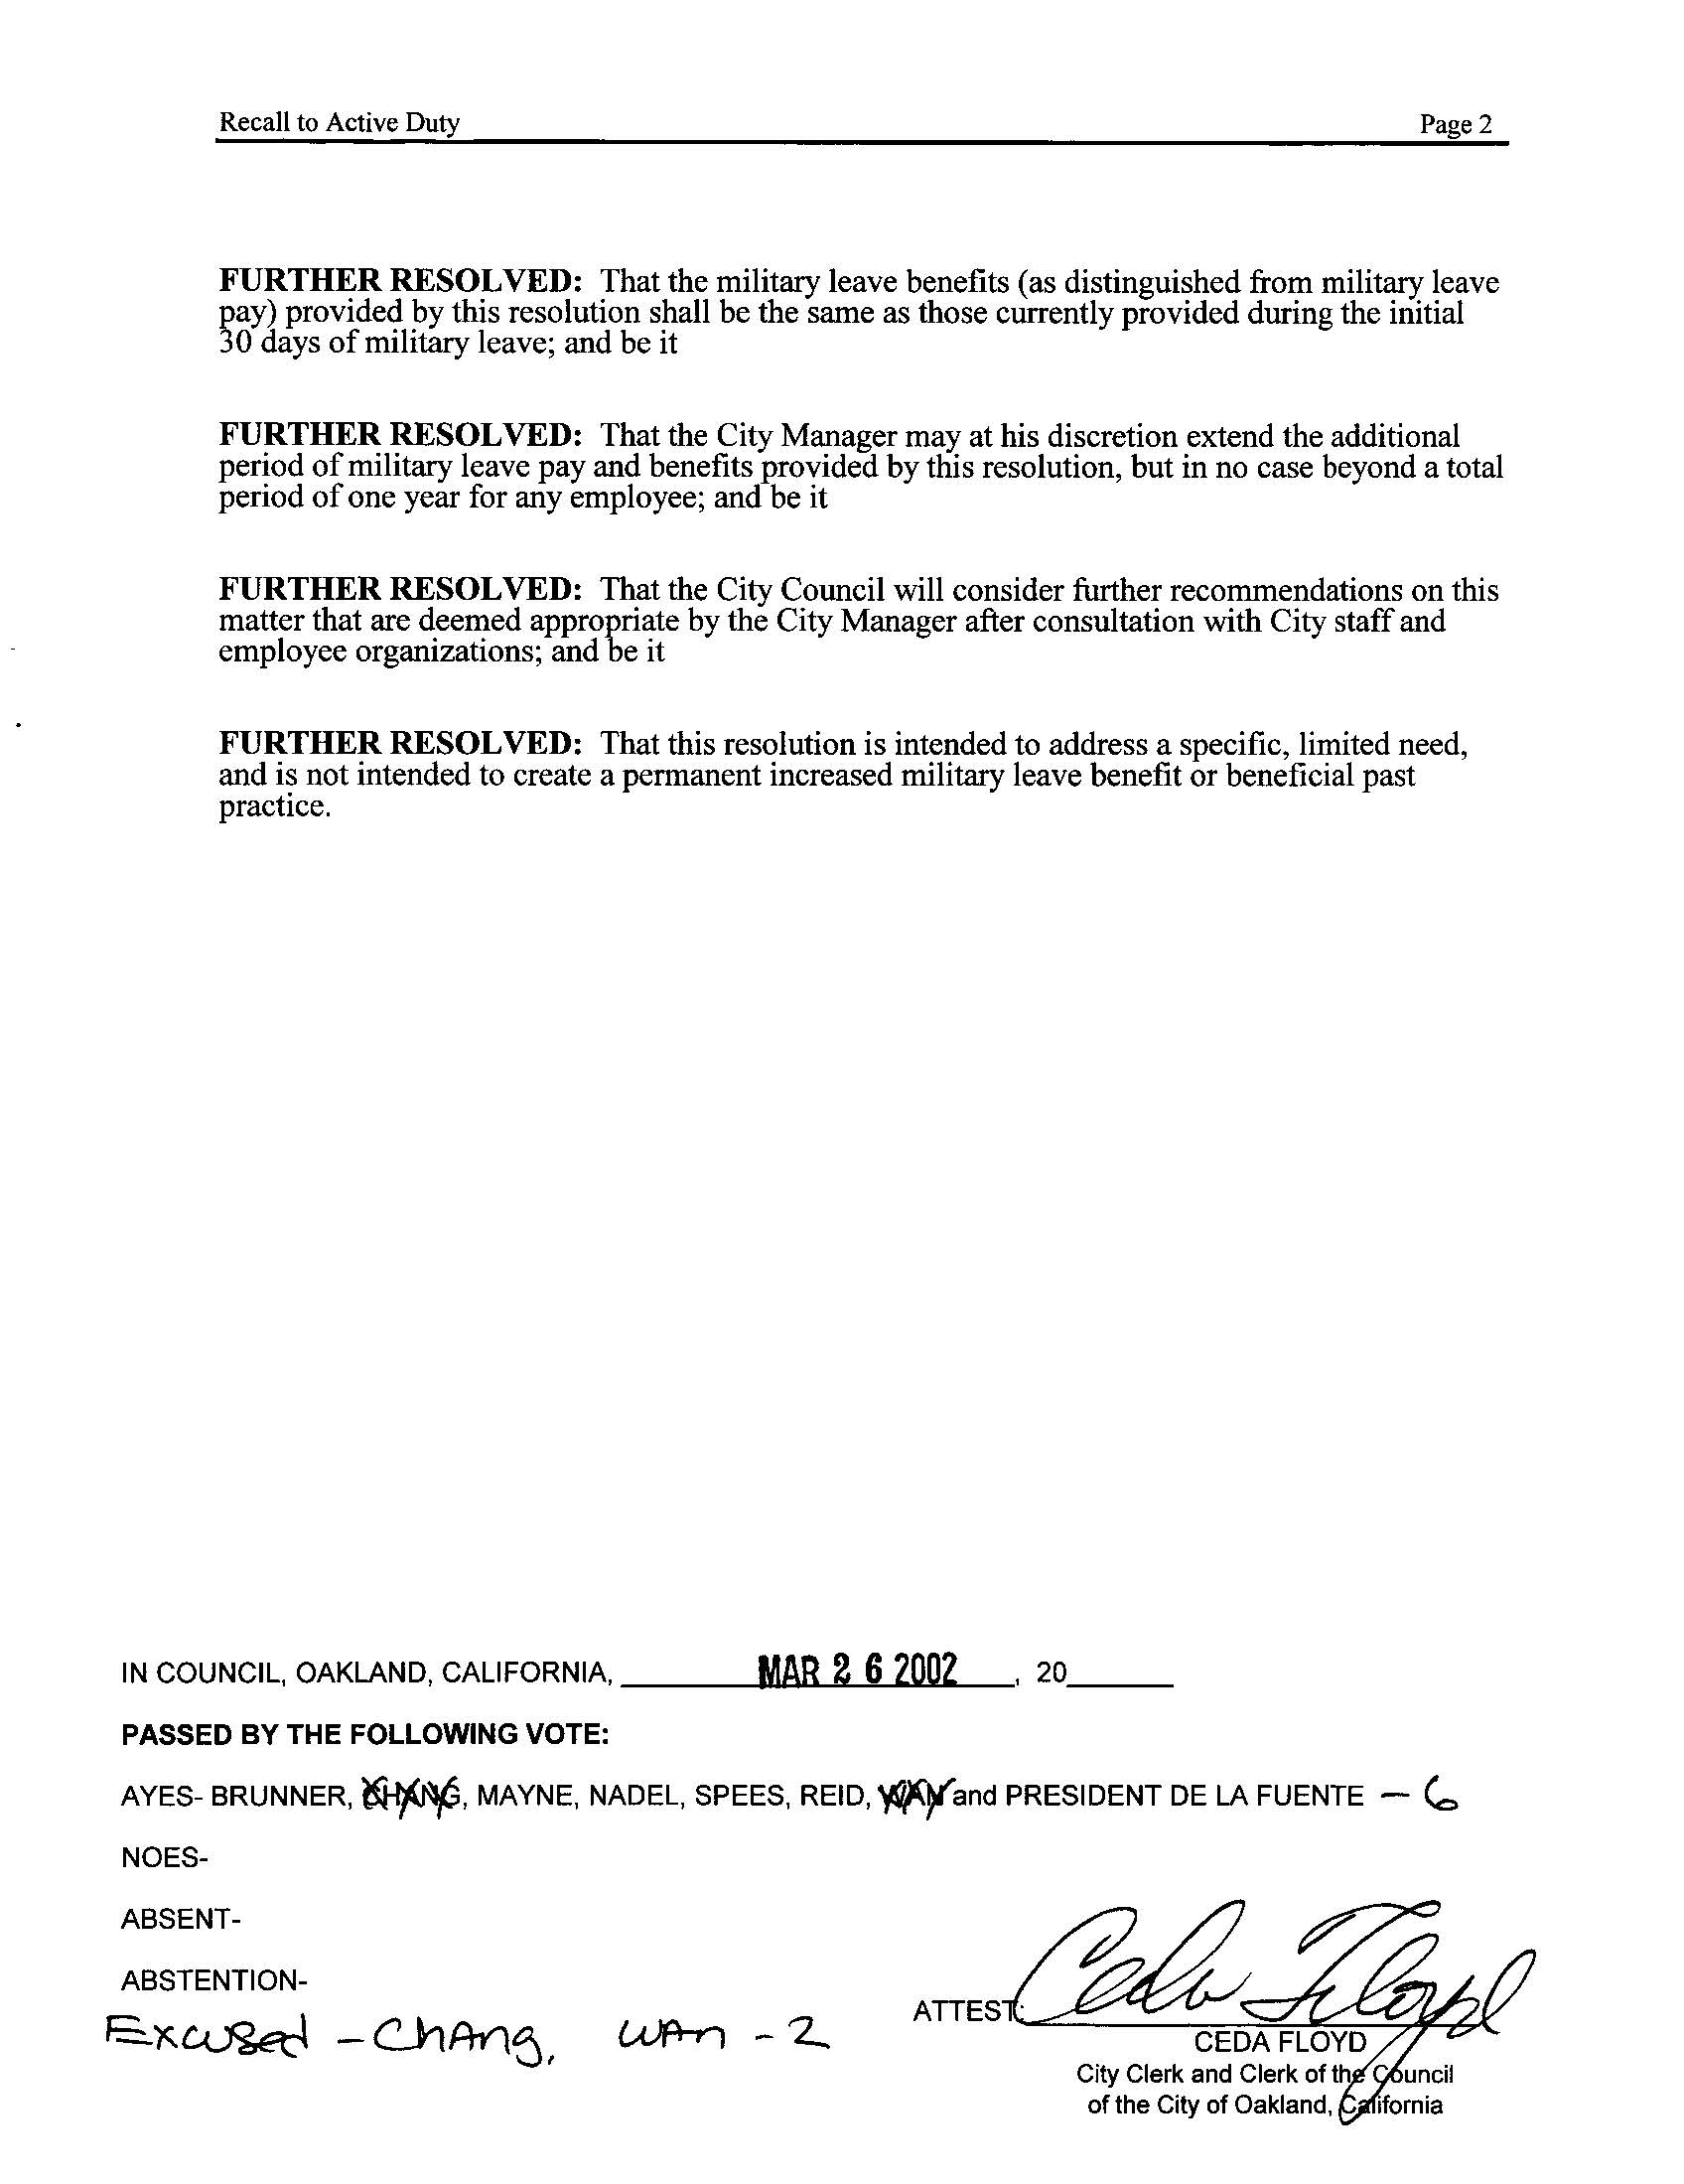 Recall to Active Duty Page 2
FURTHER RESOLVED: That the military leave benefits (as distinguished from military leave
pay) provided by this resolution shall be the same as those currently provided during the initial
30 days of military leave; and be it
FURTHER RESOLVED: That the City Manager may at his discretion extend the additional
period of military leave pay and benefits provided by this resolution, but in no case beyond a total
period of one year for any employee; and be it
FURTHER RESOLVED: That the City Council will consider further recommendations on this
matter that are deemed appropriate by the City Manager after consultation with City staff and
employee organizations; and be it
FURTHER RESOLVED: That this resolution is intended to address a specific, limited need,
and is not intended to create a permanent increased military leave benefit or beneficial past
practice.
IN COUNCIL, OAKLAND, CALIFORNIA, MAR 26 2002, 20
PASSED BY THE FOLLOWING VOTE:
AYES- BRUNNER, CHANG, MAYNE, NADEL, SPEES, REID, WAN and PRESIDENT DE LA FUENTE - 6
NOES-
ABSENT-
ABSTENTION-
Excused - Chang, Wan - 2
ATTEST: Ceda Floyd
CEDA FLOYD
City Clerk and Clerk of the Council
of the City of Oakland, California